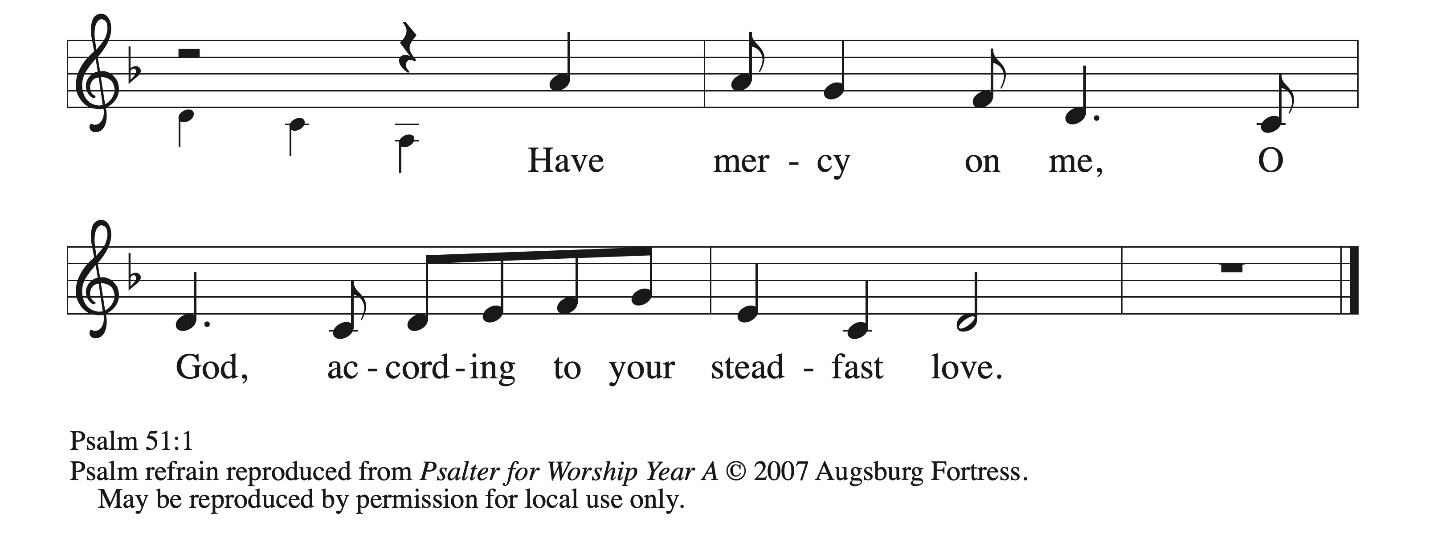 Have mer - cy on me, O
God, ac - cord - ing to your stead - fast love.
Psalm 51:1
Psalm refrain reproduced from Psalter for Worship Year A © 2007 Augsburg Fortress.
May be reproduced by permission for local use only.